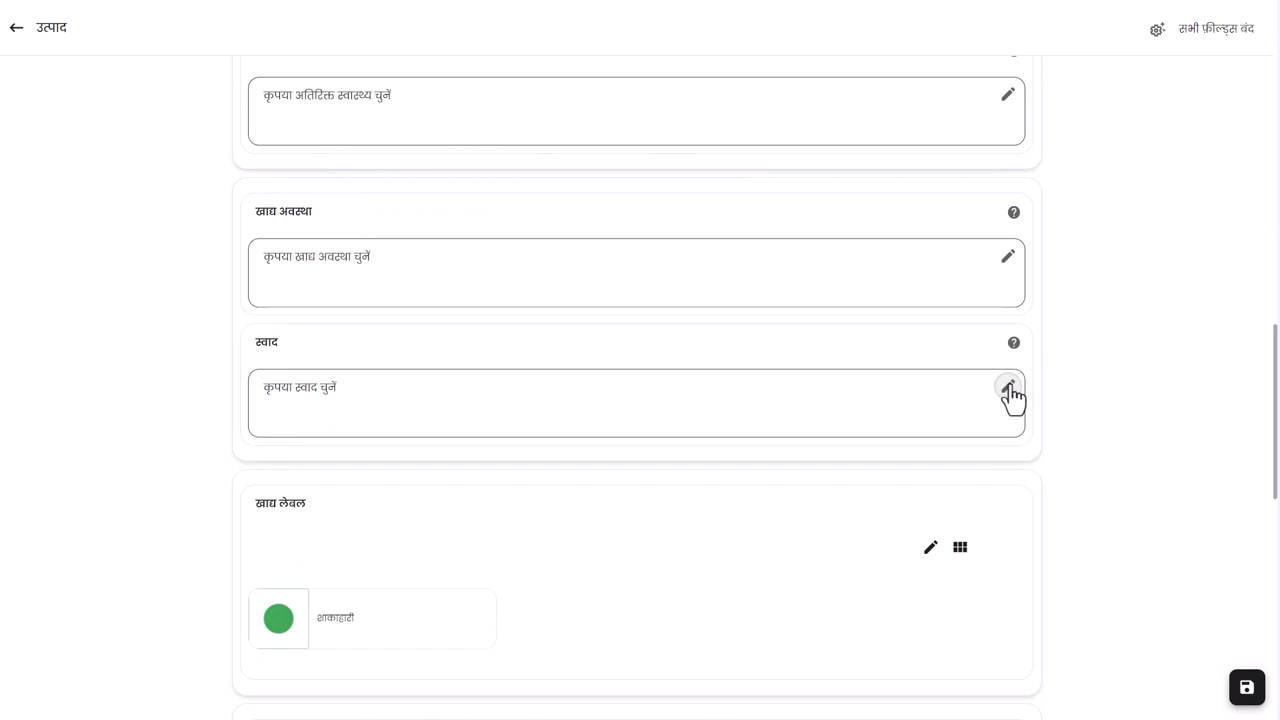 उत्पाद
सभी फ़ील्ड्स बंद
कृपया अतिरिक्त स्वास्थ्य चुनें
खाद्य अवस्था
कृपया खाद्य अवस्था चुनें
स्वाद
कृपया स्वाद चुनें
खाद्य लेबल
शाकाहारी